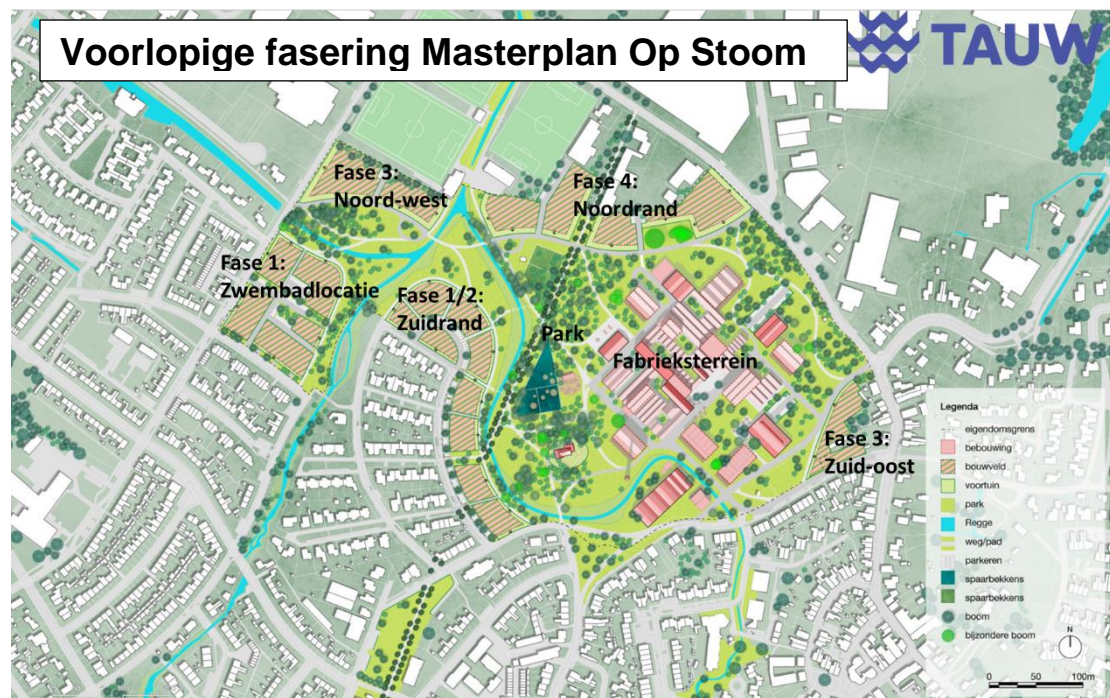 Voorlopige fasering Masterplan Op Stoom
TAUW
Fase 3:
Noord-west
Fase 4:
Noordrand
Fase 1:
Zwembadlocatie
Fase 1/2:
Zuidrand
Park
Fabrieksterrein
Fase 3:
Zuid-oost
Legenda
eigendomsgrens
bebouwing
bouwveld
voortuin
park
Regge
weg/pad
parkeren
spaarbekkens
spaarbekkens
boom
bijzondere boom
N
0 50 100m